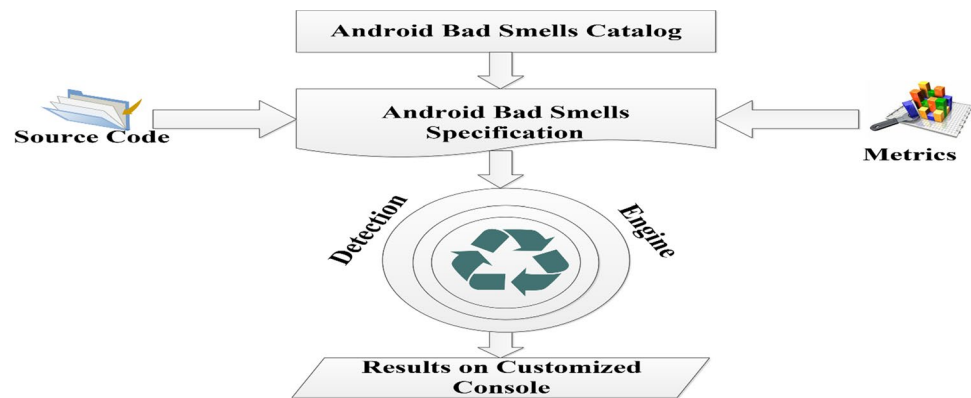 Android Bad Smells Catalog
Android Bad Smells
Specification
Source Code
Metrics
Detection
Engine
Results on Customized
Console